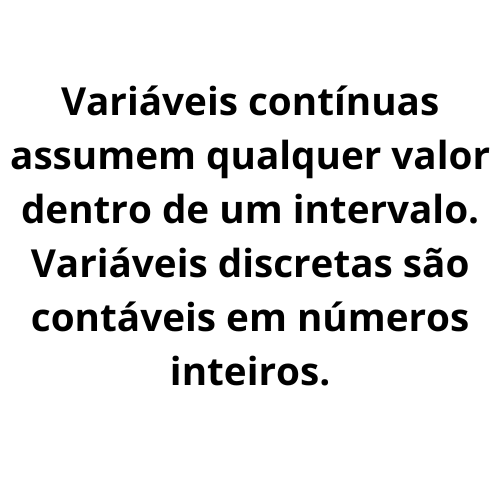 Variáveis contínuas
assumem qualquer valor
dentro de um intervalo.
Variáveis discretas são
contáveis em números
inteiros.